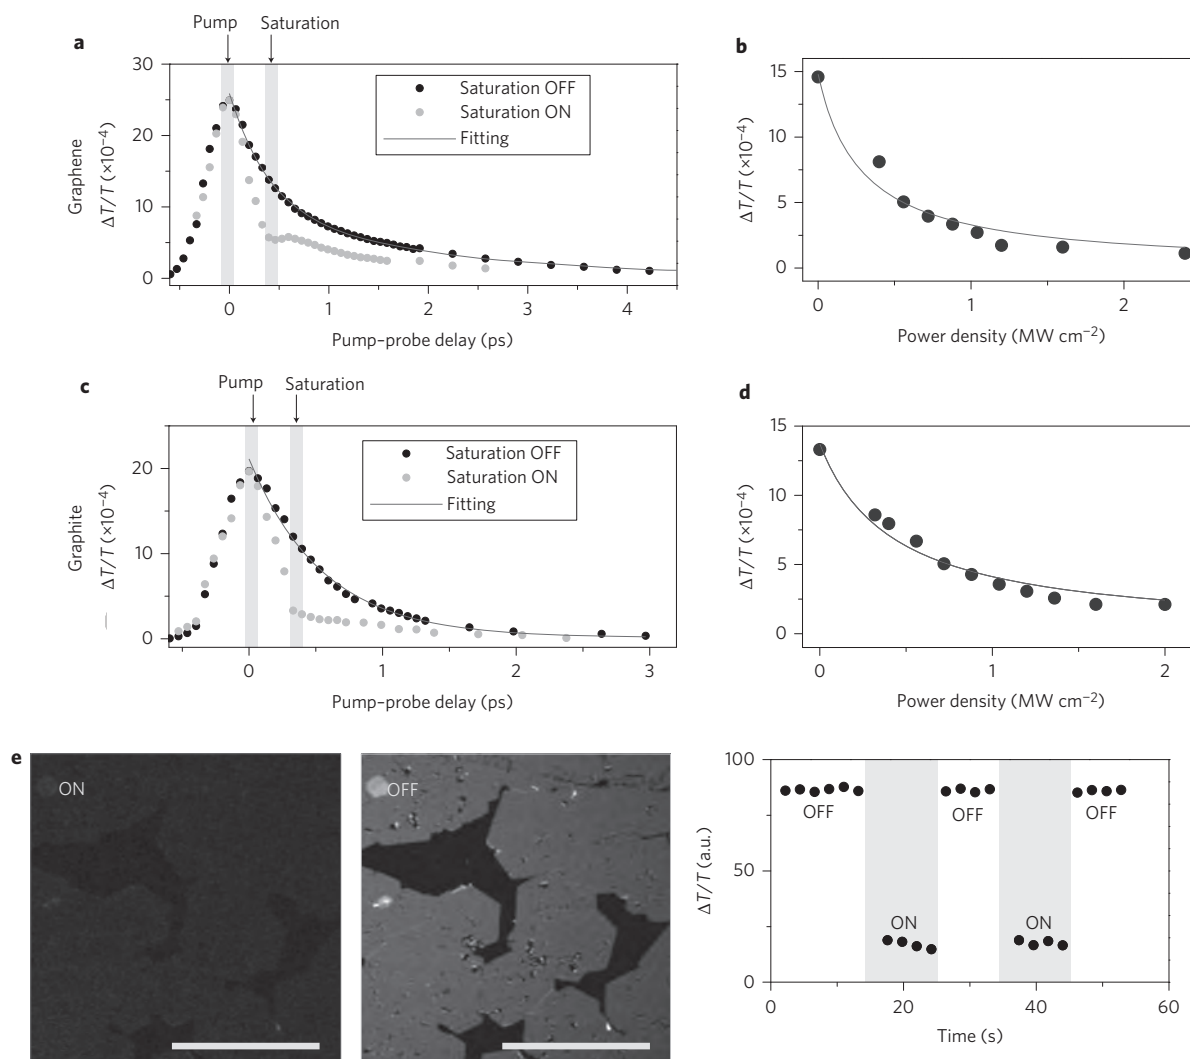 Pump Saturation
a
30
20
10
0
Graphene
ΔT/T (×10⁻⁴)
Saturation OFF
Saturation ON
Fitting
0 1 2 3 4
Pump–probe delay (ps)
b
15
10
5
0
ΔT/T (×10⁻⁴)
0 1 2
Power density (MW cm⁻²)
c
Pump Saturation
20
10
0
Graphite
ΔT/T (×10⁻⁴)
Saturation OFF
Saturation ON
Fitting
0 1 2 3
Pump–probe delay (ps)
d
15
10
5
0
ΔT/T (×10⁻⁴)
0 1 2
Power density (MW cm⁻²)
e
ON
OFF
100
50
0
ΔT/T (a.u.)
OFF OFF OFF
ON ON
0 20 40 60
Time (s)